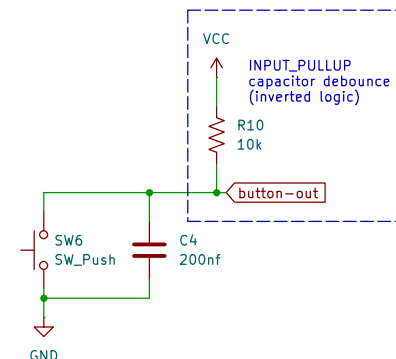 VCC
INPUT_PULLUP
capacitor debounce
(inverted logic)
R10
10k
button-out
SW6
SW_Push
C4
200nf
GND